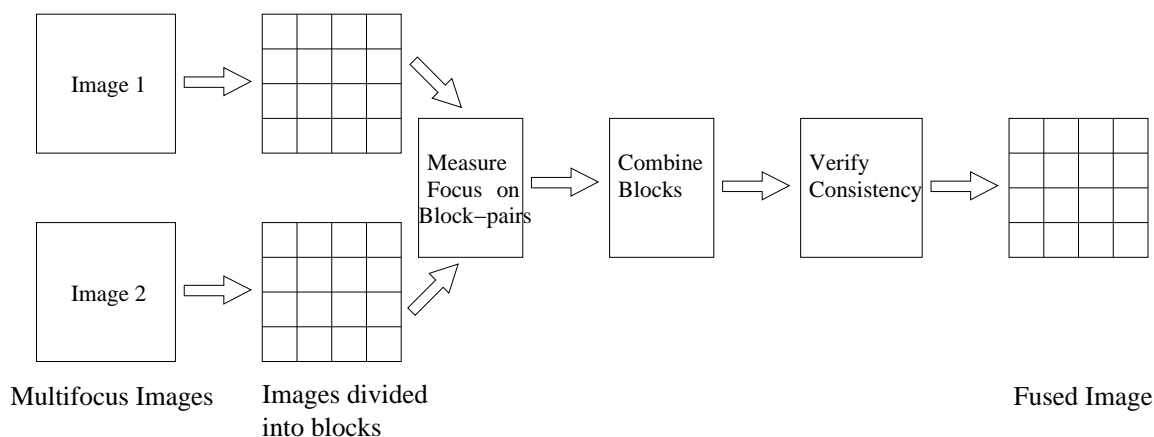 Image 1
Image 2
Multifocus Images
Images divided
into blocks
Measure
Focus on
Block−pairs
Combine
Blocks
Verify
Consistency
Fused Image